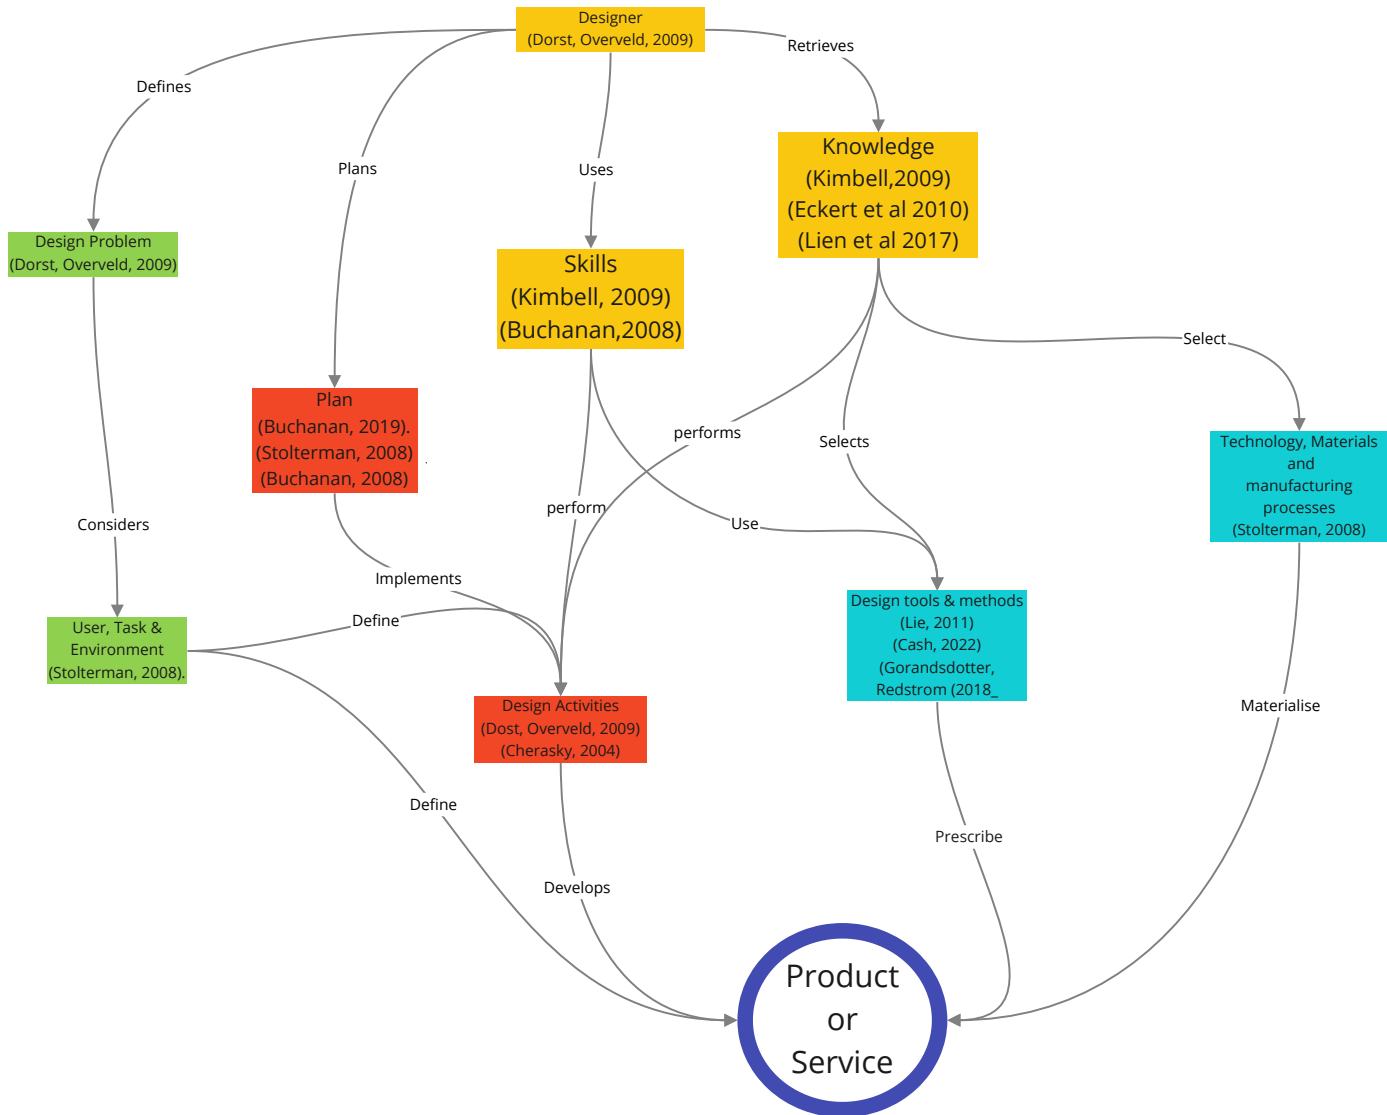 Designer
(Dorst, Overveld, 2009)
Retrieves
Defines
Plans
Uses
Knowledge
(Kimbell,2009)
(Eckert et al 2010)
(Lien et al 2017)
Design Problem
(Dorst, Overveld, 2009)
Skills
(Kimbell, 2009)
(Buchanan,2008)
Select
Plan
(Buchanan, 2019).
(Stolterman, 2008)
(Buchanan, 2008)
.
performs
Selects
Technology, Materials
and
manufacturing
processes
(Stolterman, 2008)
Considers
perform
Use
Implements
Define
User, Task &
Environment
(Stolterman, 2008).
Design tools & methods
(Lie, 2011)
(Cash, 2022)
(Gorandsdotter,
Redstrom (2018_
Design Activities
(Dost, Overveld, 2009)
(Cherasky, 2004)
Materialise
Define
Prescribe
Develops
Product
or
Service